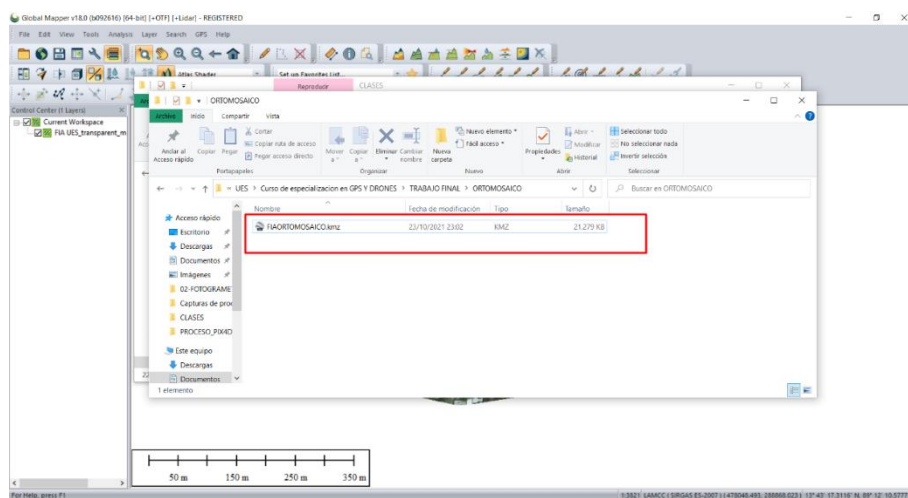 Global Mapper v18.0 (b092616) [64-bit] [+OTF] [+Lidar] - REGISTERED
File Edit View Tools Analysis Layer Search GPS Help
Atlas Shader
Set up Favorites List...
Control Center (1 Layers)
Current Workspace
FIA UES_transparent_m
Reproducir CLASES
ORTOMOSAICO
Archivo Inicio Compartir Vista
Anclar al Acceso rápido
Copiar
Pegar
Cortar
Copiar ruta de acceso
Pegar acceso directo
Mover a
Copiar a
Eliminar
Cambiar nombre
Nueva carpeta
Nuevo elemento
Fácil acceso
Propiedades
Abrir
Modificar
Historial
Seleccionar todo
No seleccionar nada
Invertir selección
Portapapeles Organizar Nuevo Abrir Seleccionar
UES > Curso de especializacion en GPS Y DRONES > TRABAJO FINAL > ORTOMOSAICO
Buscar en ORTOMOSAICO
Nombre Fecha de modificación Tipo Tamaño
FIAORTOMOSAICO.kmz 23/10/2021 23:02 KMZ 21.279 KB
Acceso rápido
Escritorio
Descargas
Documentos
Imágenes
02-FOTOGRAME
Capturas de proc
CLASES
PROCESO_PIX4D
Este equipo
Descargas
Documentos
1 elemento
50 m 150 m 250 m 350 m
For Help, press F1